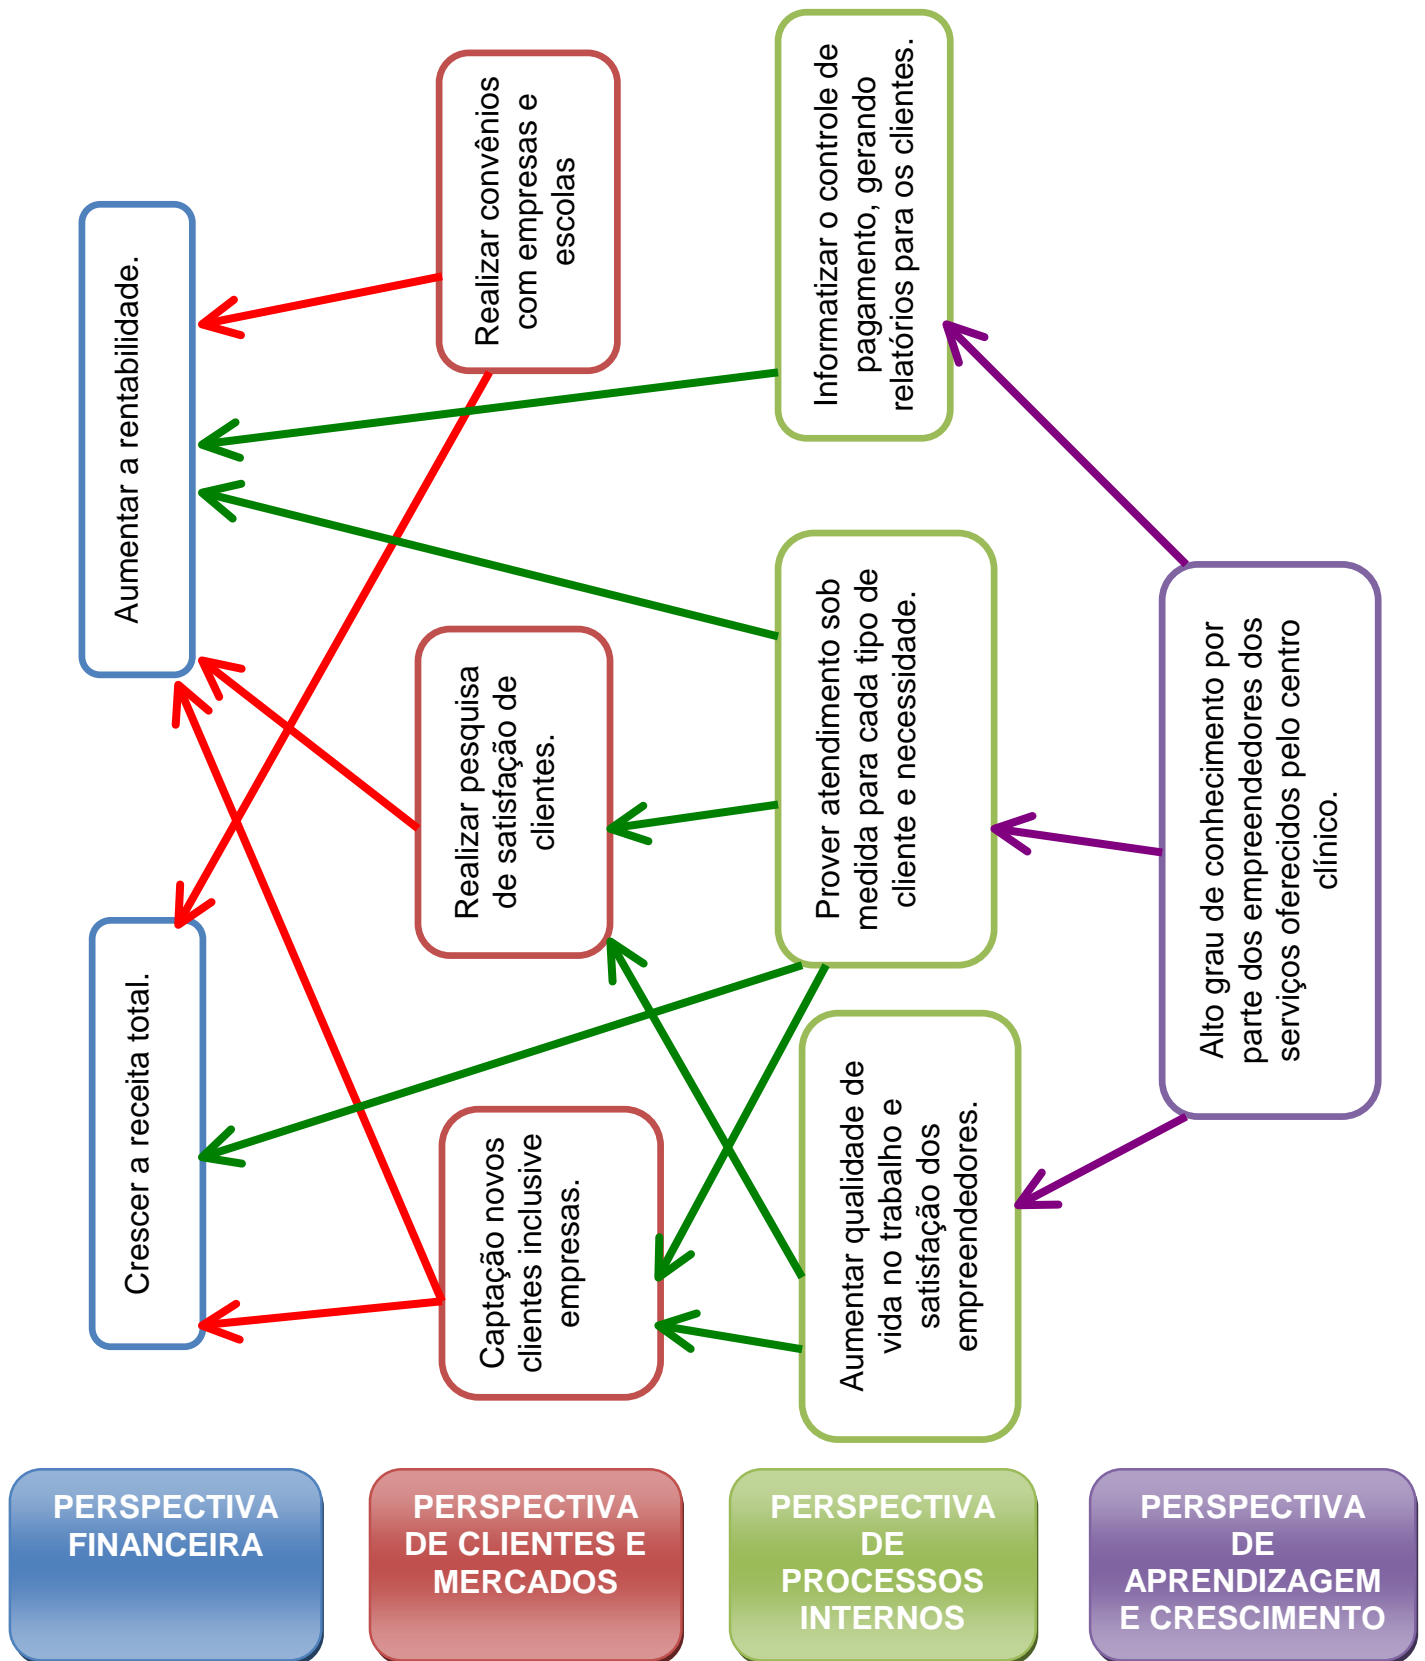 Aumentar a rentabilidade.
Crescer a receita total.
Realizar convênios
com empresas e
escolas
Realizar pesquisa
de satisfação de
clientes.
Captação novos
clientes inclusive
empresas.
Informatizar o controle de
pagamento, gerando
relatórios para os clientes.
Prover atendimento sob
medida para cada tipo de
cliente e necessidade.
Aumentar qualidade de
vida no trabalho e
satisfação dos
empreendedores.
Alto grau de conhecimento por
parte dos empreendedores dos
serviços oferecidos pelo centro
clínico.
PERSPECTIVA
FINANCEIRA
PERSPECTIVA
DE CLIENTES E
MERCADOS
PERSPECTIVA
DE
PROCESSOS
INTERNOS
PERSPECTIVA
DE
APRENDIZAGEM
E CRESCIMENTO